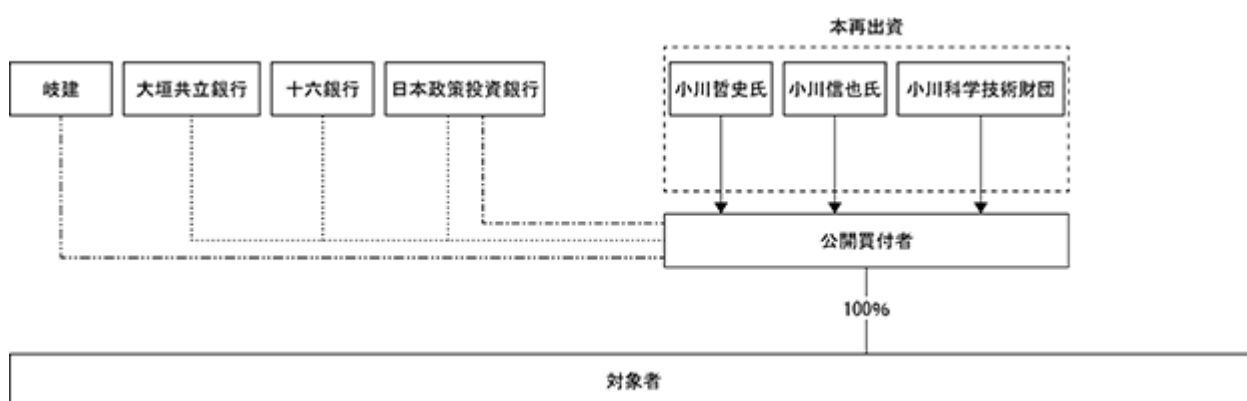 本再出資
岐建
大垣共立銀行
十六銀行
日本政策投資銀行
小川哲史氏
小川信也氏
小川科学技術財団
公開買付者
100%
対象者